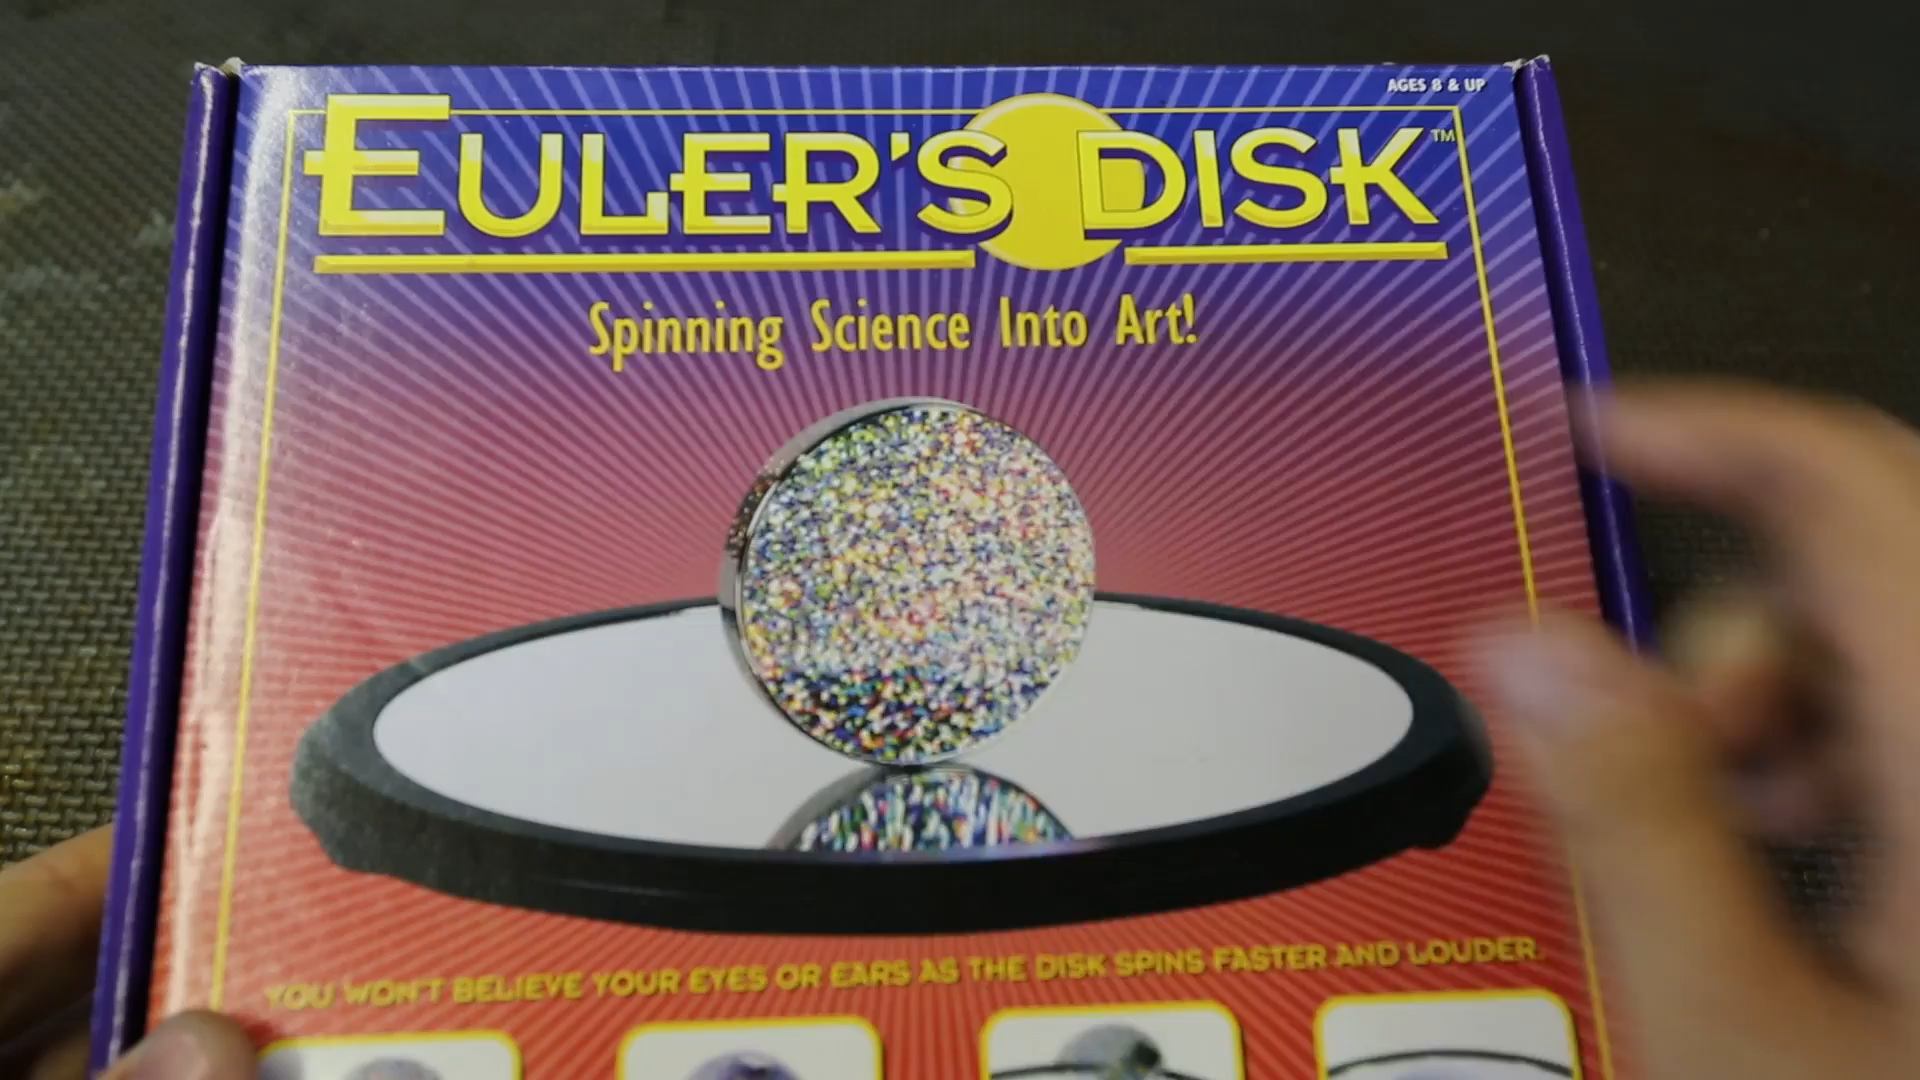 AGES 8 & UP
EULER'S DISK™
Spinning Science Into Art!
YOU WON'T BELIEVE YOUR EYES OR EARS AS THE DISK SPINS FASTER AND LOUDER.